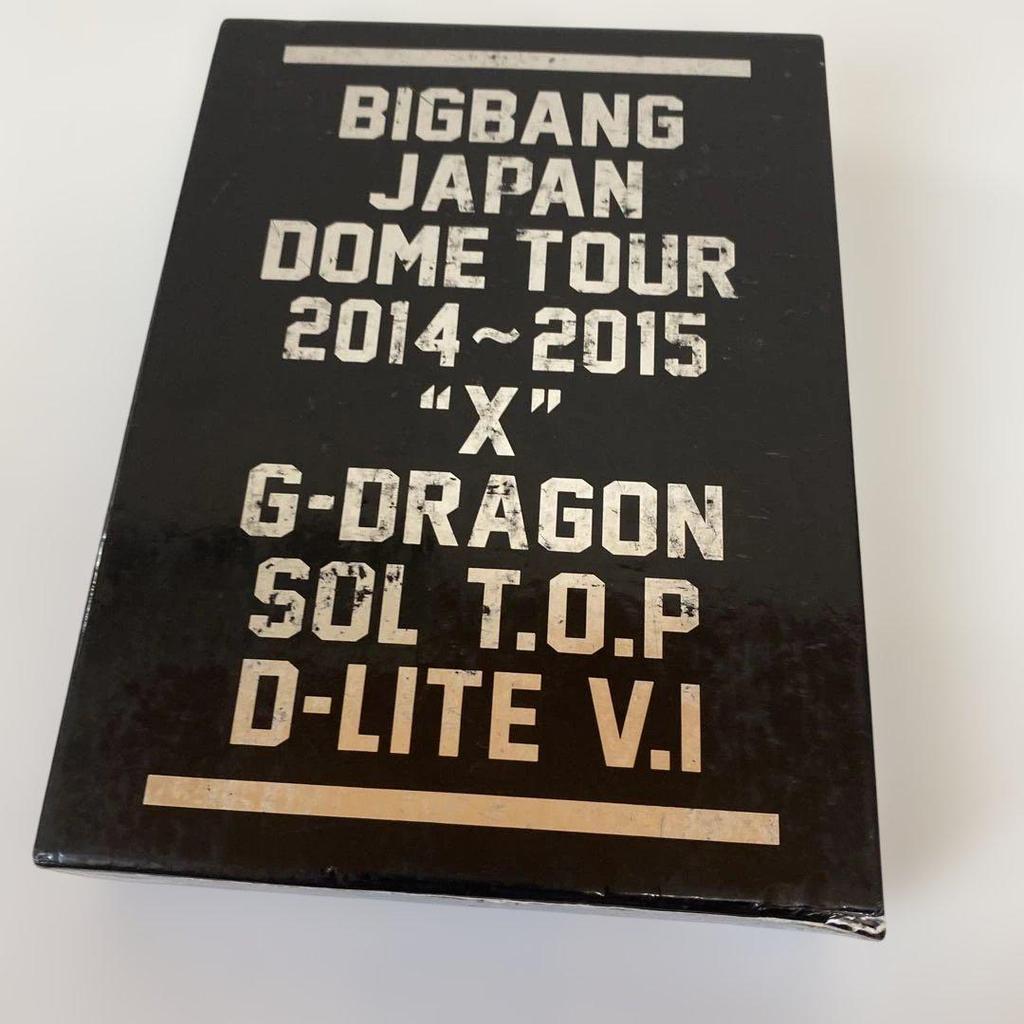 BIGBANG
JAPAN
DOME TOUR
2014~2015
“X”
G-DRAGON
SOL T.O.P
D-LITE V.I